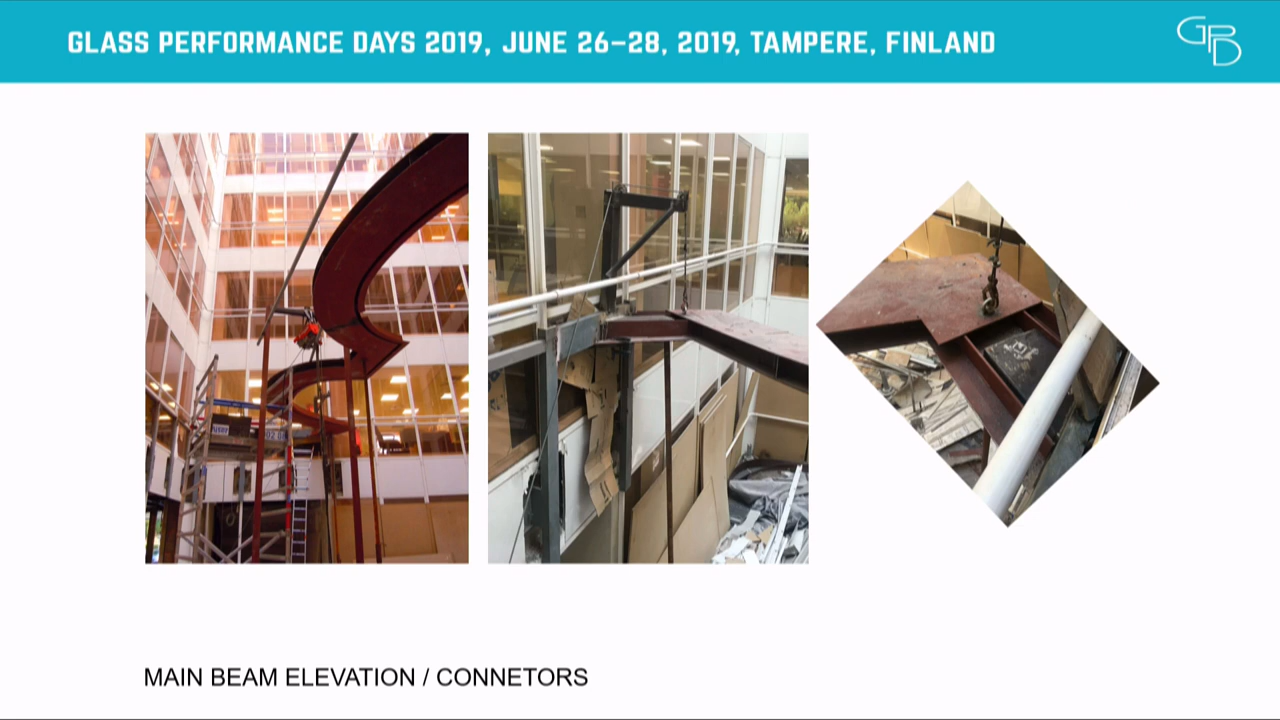 GLASS PERFORMANCE DAYS 2019, JUNE 26–28, 2019, TAMPERE, FINLAND
GPD
MAIN BEAM ELEVATION / CONNETORS